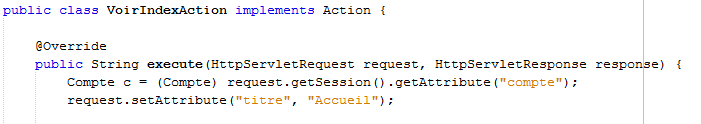 public class VoirIndexAction implements Action {
@Override
public String execute(HttpServletRequest request, HttpServletResponse response) {
Compte c = (Compte) request.getSession().getAttribute("compte");
request.setAttribute("titre", "Accueil");